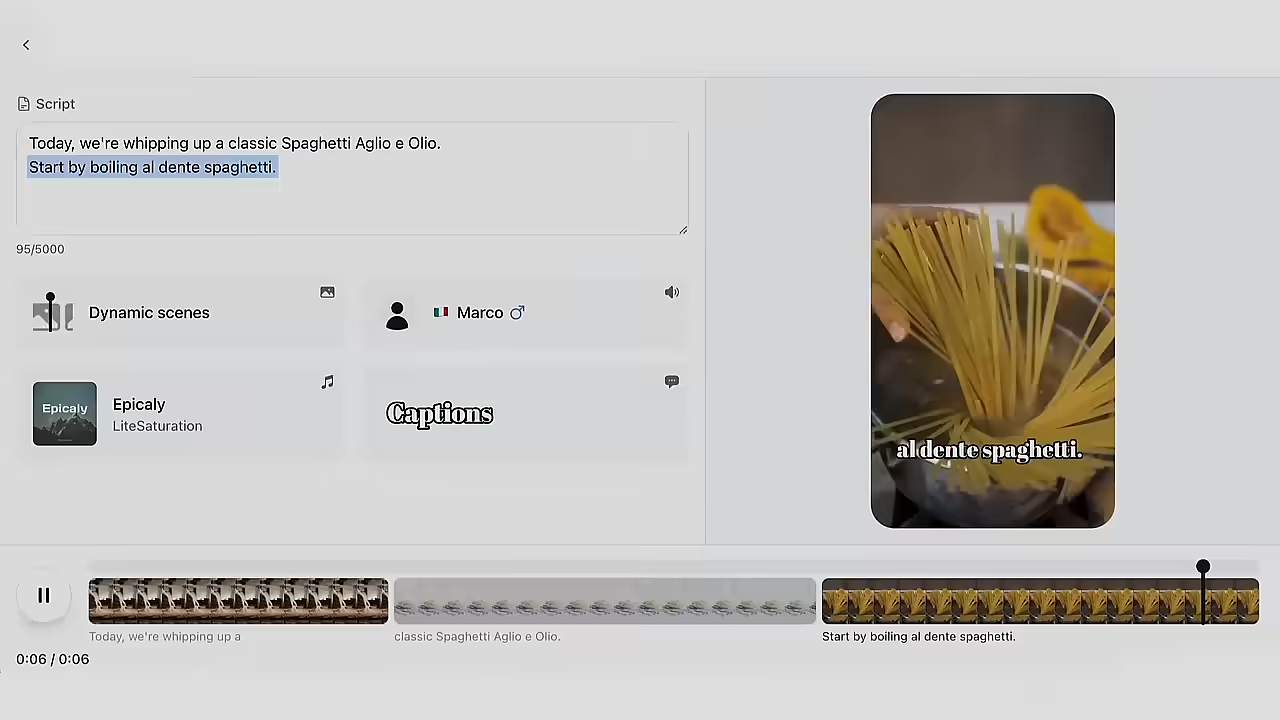 Script
Today, we're whipping up a classic Spaghetti Aglio e Olio.
Start by boiling al dente spaghetti.
95/5000
Dynamic scenes
Marco
Epicaly
Epicaly
LiteSaturation
Captions
al dente spaghetti.
Today, we're whipping up a
classic Spaghetti Aglio e Olio.
Start by boiling al dente spaghetti.
0:06 / 0:06